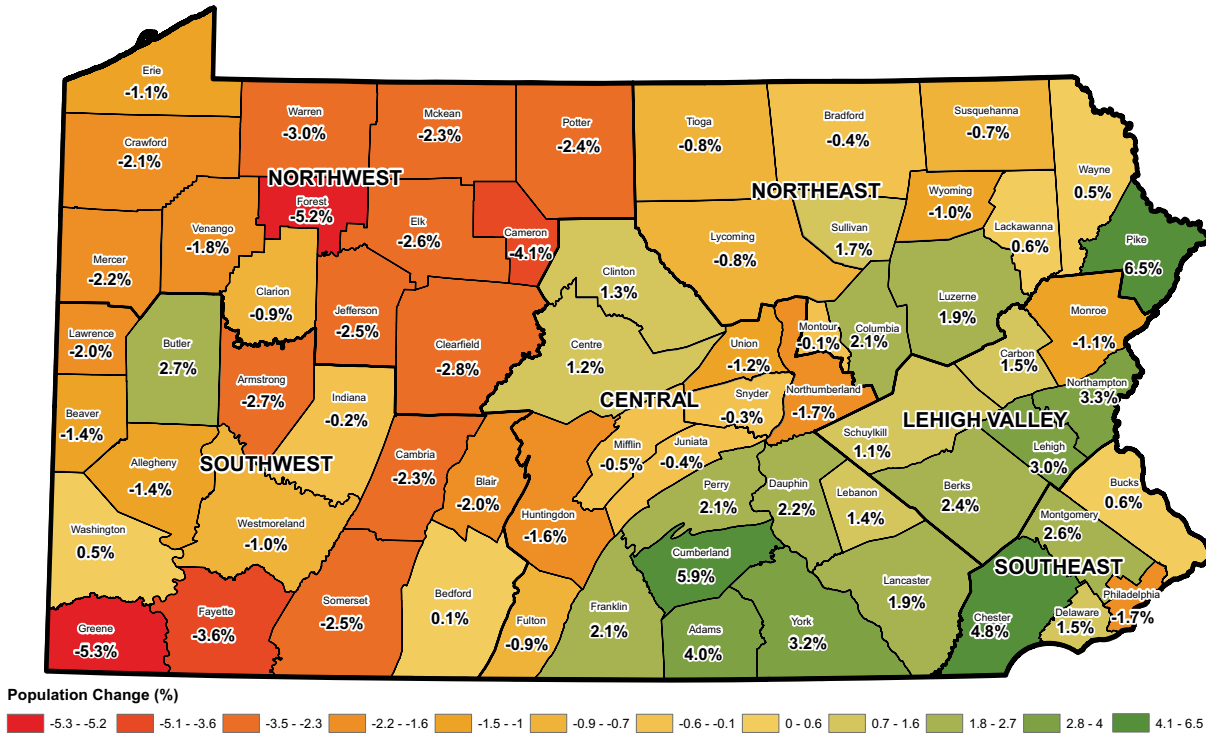 Erie
-1.1%
Warren
-3.0%
Mckean
-2.3%
Potter
-2.4%
Tioga
-0.8%
Bradford
-0.4%
Susquehanna
-0.7%
Crawford
-2.1%
Wayne
0.5%
NORTHWEST
NORTHEAST
Forest
-5.2%
Wyoming
-1.0%
Venango
-1.8%
Elk
-2.6%
Cameron
-4.1%
Lycoming
-0.8%
Sullivan
1.7%
Lackawanna
0.6%
Pike
6.5%
Mercer
-2.2%
Clarion
-0.9%
Clinton
1.3%
Luzerne
1.9%
Jefferson
-2.5%
Monroe
-1.1%
Lawrence
-2.0%
Butler
2.7%
Clearfield
-2.8%
Centre
1.2%
Union
-1.2%
Montour
-0.1%
Columbia
2.1%
Carbon
1.5%
Armstrong
-2.7%
Indiana
-0.2%
Northampton
3.3%
Northumberland
-1.7%
Snyder
-0.3%
CENTRAL
Beaver
-1.4%
LEHIGH VALLEY
Schuylkill
1.1%
Mifflin
-0.5%
Juniata
-0.4%
Lehigh
3.0%
Allegheny
-1.4%
SOUTHWEST
Cambria
-2.3%
Blair
-2.0%
Perry
2.1%
Dauphin
2.2%
Lebanon
1.4%
Berks
2.4%
Bucks
0.6%
Huntingdon
-1.6%
Montgomery
2.6%
Washington
0.5%
Westmoreland
-1.0%
Cumberland
5.9%
SOUTHEAST
Lancaster
1.9%
Philadelphia
-1.7%
Greene
-5.3%
Fayette
-3.6%
Somerset
-2.5%
Bedford
0.1%
Fulton
-0.9%
Franklin
2.1%
Adams
4.0%
York
3.2%
Chester
4.8%
Delaware
1.5%
Population Change (%)
-5.3 - -5.2
-5.1 - -3.6
-3.5 - -2.3
-2.2 - -1.6
-1.5 - -1
-0.9 - -0.7
-0.6 - -0.1
0 - 0.6
0.7 - 1.6
1.8 - 2.7
2.8 - 4
4.1 - 6.5